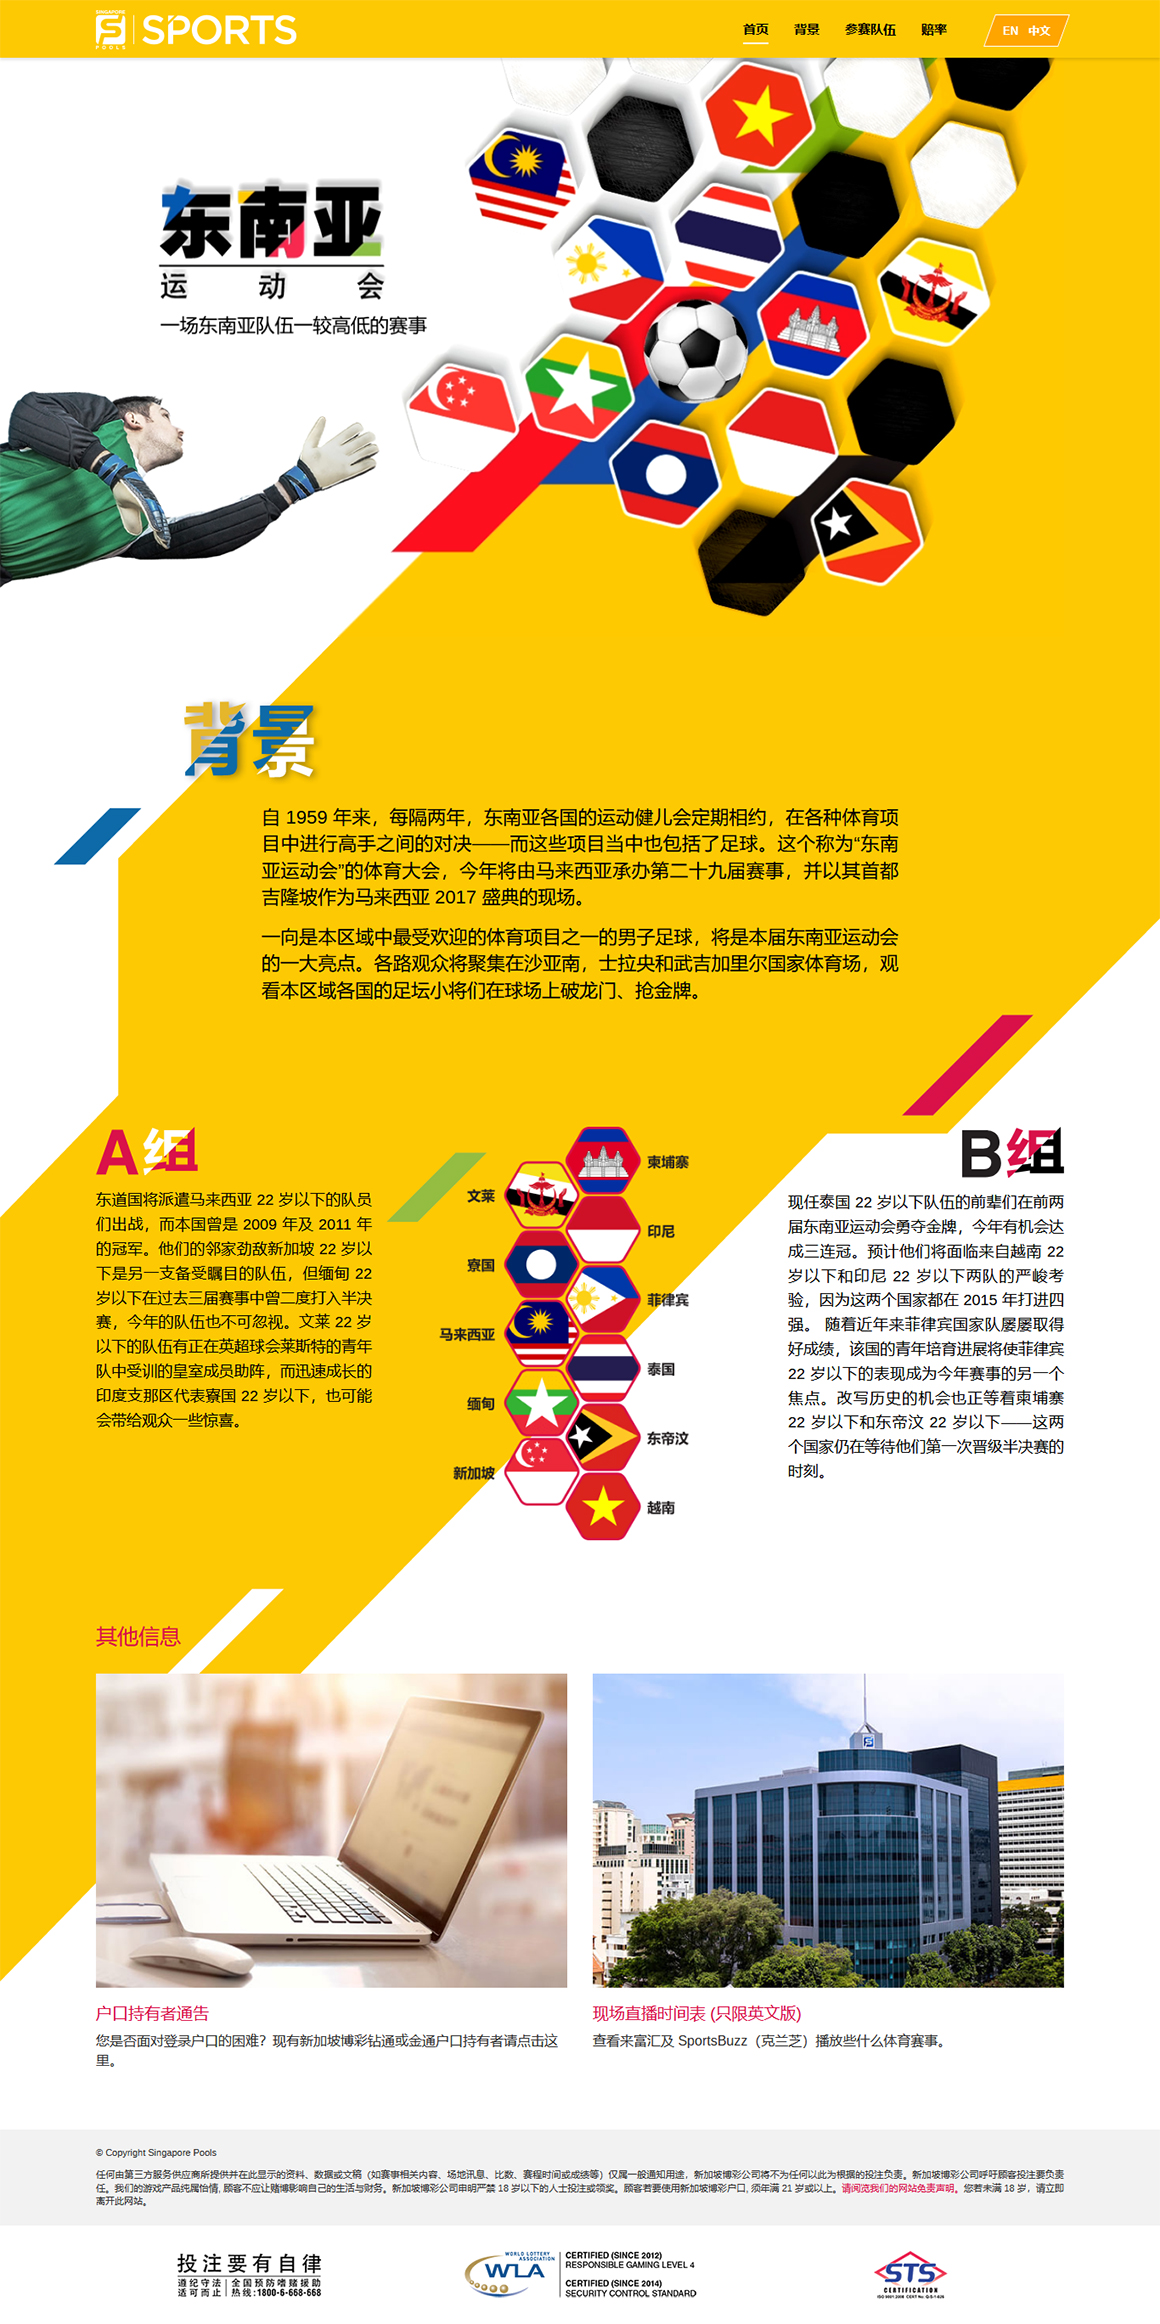 SINGAPORE
POOLS
SPORTS
首页
背景
参赛队伍
赔率
EN 中文
东南亚
运动会
一场东南亚队伍一较高低的赛事
背景
自 1959 年来，每隔两年，东南亚各国的运动健儿会定期相约，在各种体育项
目中进行高手之间的对决——而这些项目当中也包括了足球。这个称为“东南
亚运动会”的体育大会，今年将由马来西亚承办第二十九届赛事，并以其首都
吉隆坡作为马来西亚 2017 盛典的现场。
一向是本区域中最受欢迎的体育项目之一的男子足球，将是本届东南亚运动会
的一大亮点。各路观众将聚集在沙亚南，士拉央和武吉加里尔国家体育场，观
看本区域各国的足坛小将们在球场上破龙门、抢金牌。
A组
东道国将派遣马来西亚 22 岁以下的队员
们出战，而本国曾是 2009 年及 2011 年
的冠军。他们的邻家劲敌新加坡 22 岁以
下是另一支备受瞩目的队伍，但缅甸 22
岁以下在过去三届赛事中曾二度打入半决
赛，今年的队伍也不可忽视。文莱 22 岁
以下的队伍有正在英超球会莱斯特的青年
队中受训的皇室成员助阵，而迅速成长的
印度支那区代表寮国 22 岁以下，也可能
会带给观众一些惊喜。
文莱
寮国
马来西亚
缅甸
新加坡
柬埔寨
印尼
菲律宾
泰国
东帝汶
越南
B组
现任泰国 22 岁以下队伍的前辈们在前两
届东南亚运动会勇夺金牌，今年有机会达
成三连冠。预计他们将面临来自越南 22
岁以下和印尼 22 岁以下两队的严峻考
验，因为这两个国家都在 2015 年打进四
强。 随着近年来菲律宾国家队屡屡取得
好成绩，该国的青年培育进展将使菲律宾
22 岁以下的表现成为今年赛事的另一个
焦点。改写历史的机会也正等着柬埔寨
22 岁以下和东帝汶 22 岁以下——这两
个国家仍在等待他们第一次晋级半决赛的
时刻。
其他信息
户口持有者通告
您是否面对登录户口的困难？现有新加坡博彩钻通或金通户口持有者请点击这
里。
现场直播时间表 (只限英文版)
查看来富汇及 SportsBuzz（克兰芝）播放些什么体育赛事。
© Copyright Singapore Pools
任何由第三方服务供应商所提供并在此显示的资料、数据或文稿（如赛事相关内容、场地讯息、比数、赛程时间或成绩等）仅属一般通知用途，新加坡博彩公司将不为任何以此为根据的投注负责。新加坡博彩公司呼吁顾客投注要负责
任。我们的游戏产品纯属怡情, 顾客不应让赌博影响自己的生活与财务。新加坡博彩公司申明严禁 18 岁以下的人士投注或领奖。顾客若要使用新加坡博彩户口, 须年满 21 岁或以上。请阅览我们的网站免责声明。您若未满 18 岁，请立即
离开此网站。
投注要有自律
遵纪守法 全国预防嗜赌援助
适可而止 热线:1800-6-668-668
WORLD LOTTERY
ASSOCIATION
WLA
CERTIFIED (SINCE 2012)
RESPONSIBLE GAMING LEVEL 4
CERTIFIED (SINCE 2014)
SECURITY CONTROL STANDARD
STS
CERTIFICATION